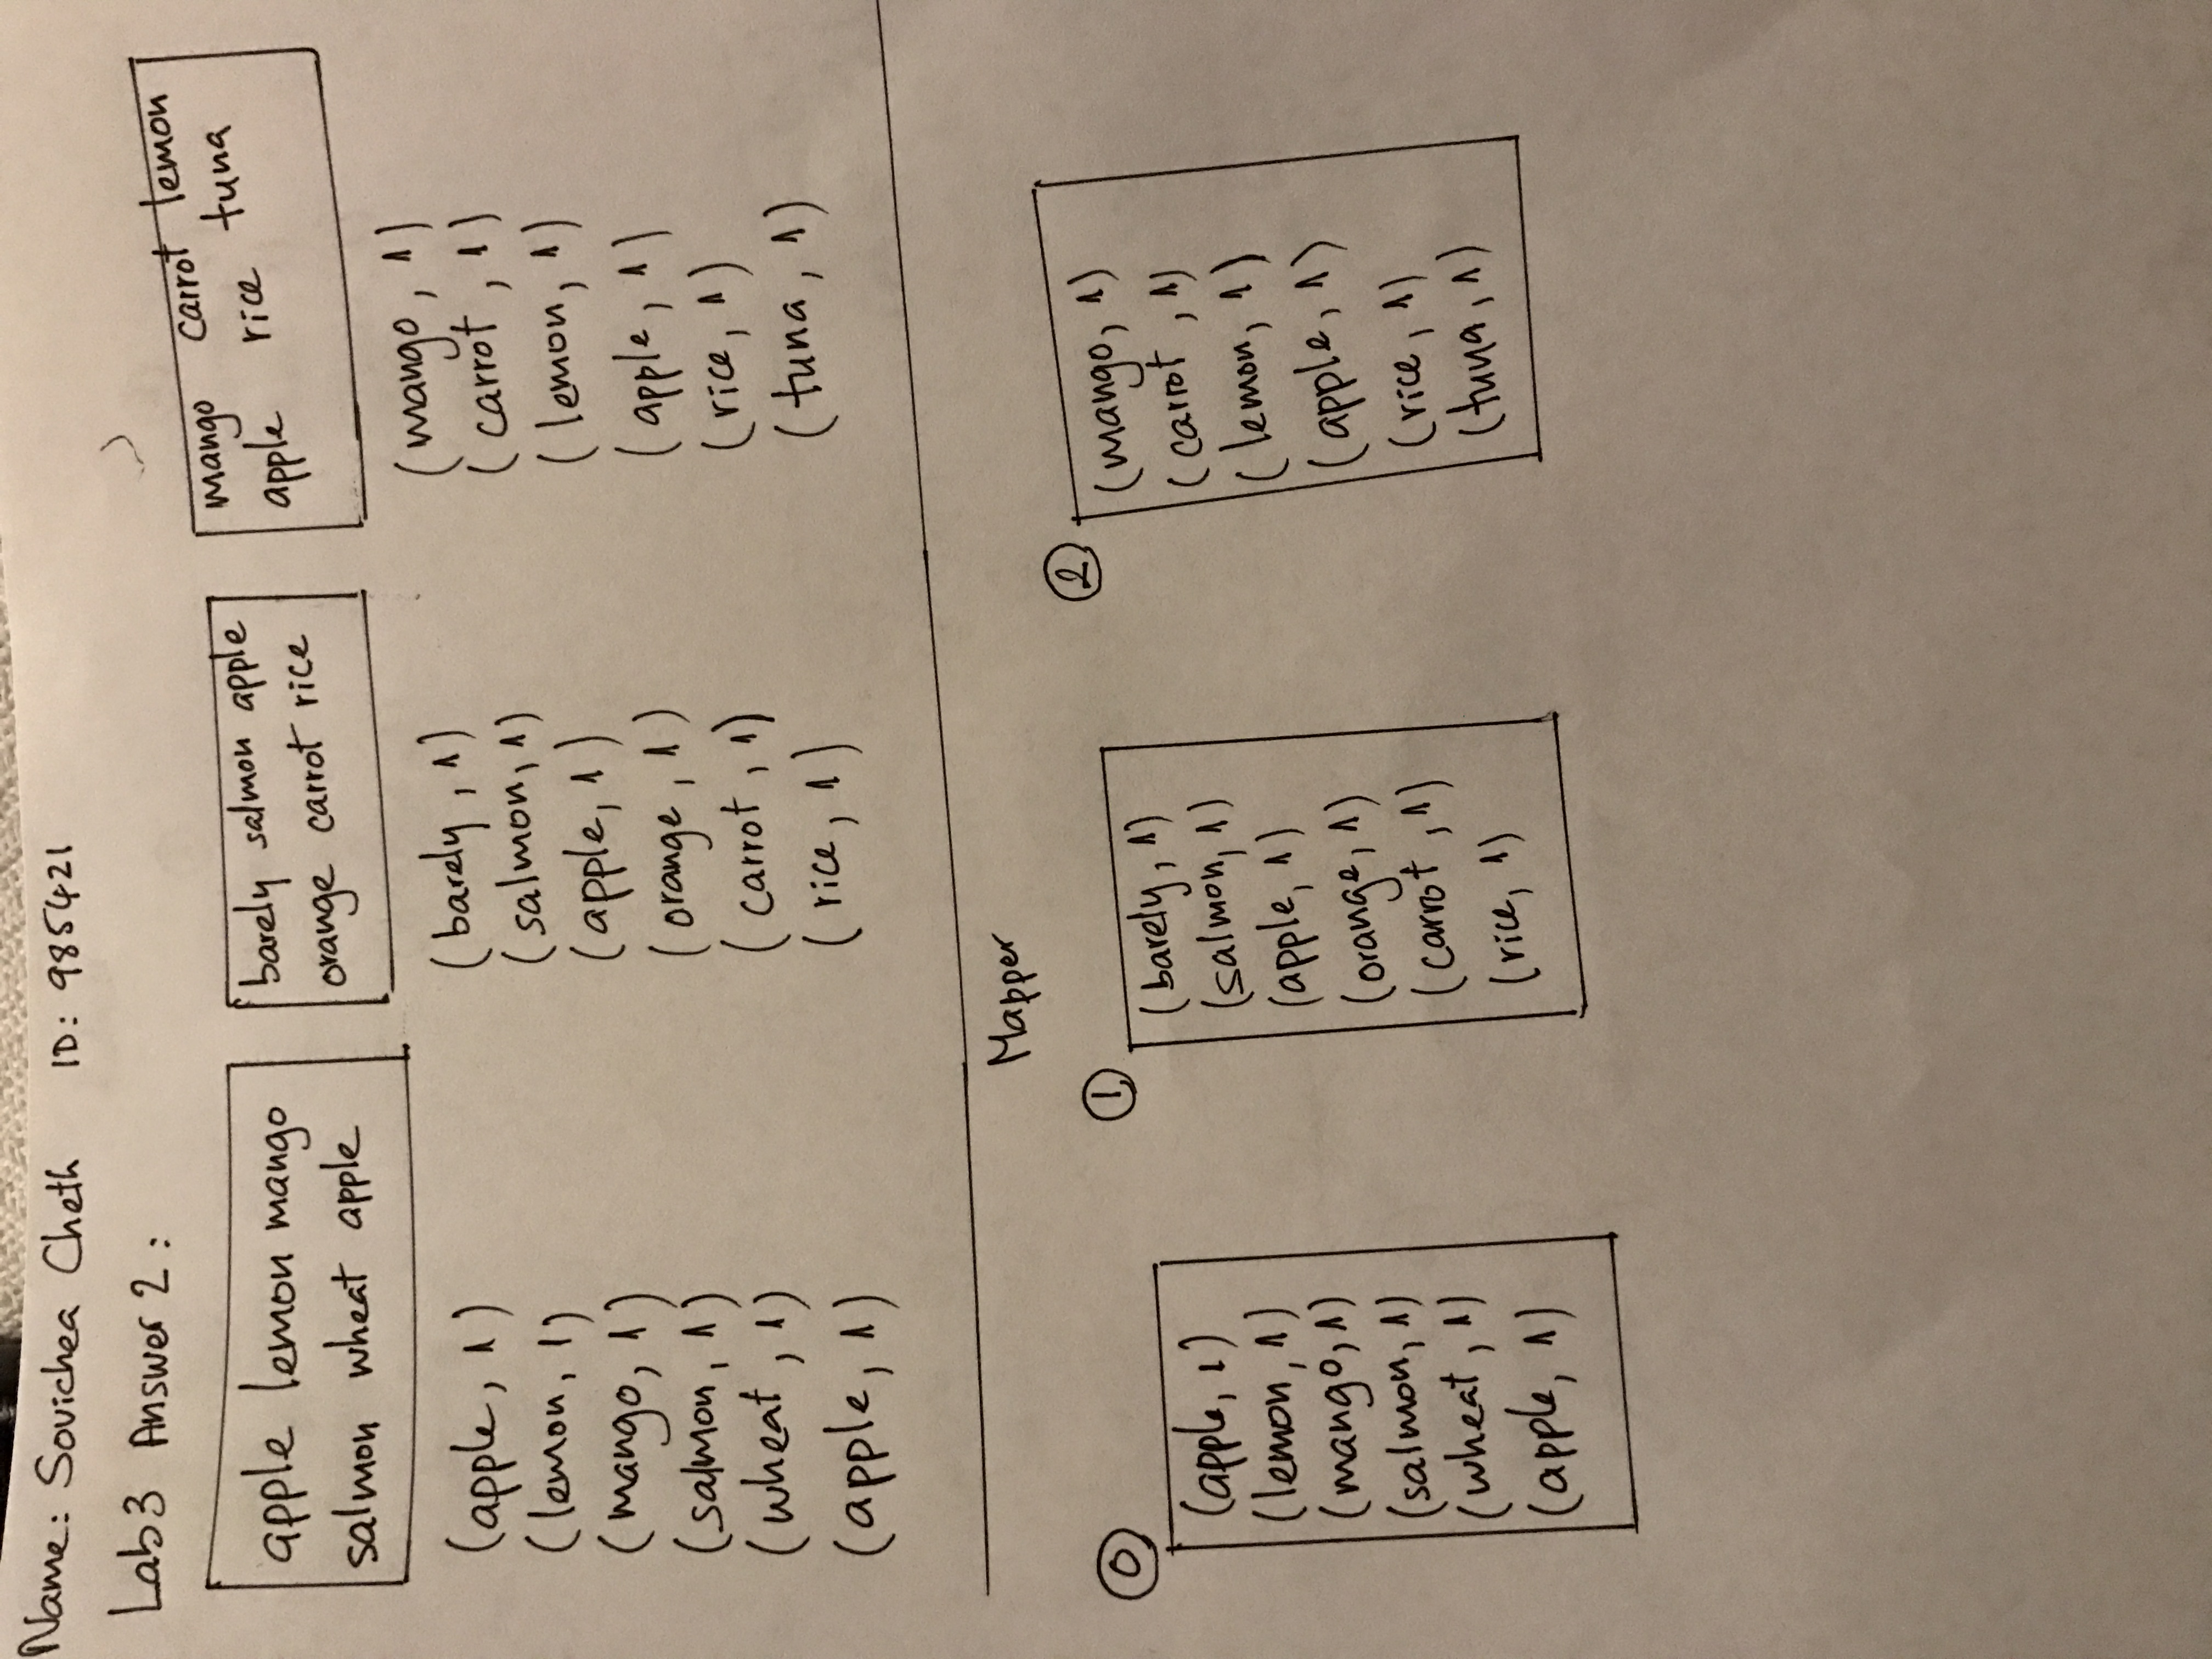 Name: Sovichea Cheth ID: 985421
Lab3 Answer 2:
apple lemon mango
salmon wheat apple
(apple, 1)
(lemon, 1)
(mango, 1)
(salmon, 1)
(wheat, 1)
(apple, 1)
barely salmon apple
orange carrot rice
(barely, 1)
(salmon, 1)
(apple, 1)
(orange, 1)
(carrot, 1)
(rice, 1)
mango carrot lemon
apple rice tuna
(mango, 1)
(carrot, 1)
(lemon, 1)
(apple, 1)
(rice, 1)
(tuna, 1)
Mapper
0
(apple, 1)
(lemon, 1)
(mango, 1)
(salmon, 1)
(wheat, 1)
(apple, 1)
1
(barely, 1)
(salmon, 1)
(apple, 1)
(orange, 1)
(carrot, 1)
(rice, 1)
2
(mango, 1)
(carrot, 1)
(lemon, 1)
(apple, 1)
(rice, 1)
(tuna, 1)